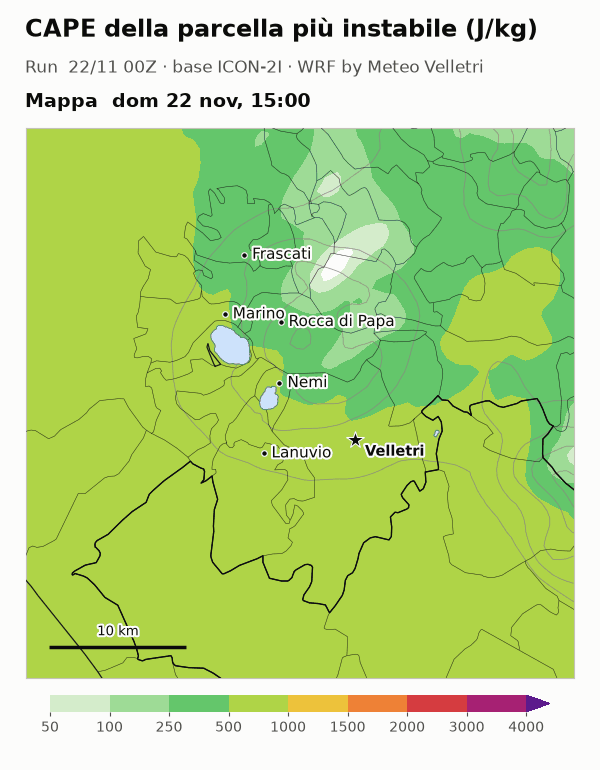 CAPE della parcella più instabile (J/kg)
Run  22/11 00Z · base ICON-2I · WRF by Meteo Velletri
Mappa  dom 22 nov, 15:00
Frascati
Marino
Rocca di Papa
Nemi
Velletri
Lanuvio
10 km
50 100 250 500 1000 1500 2000 3000 4000